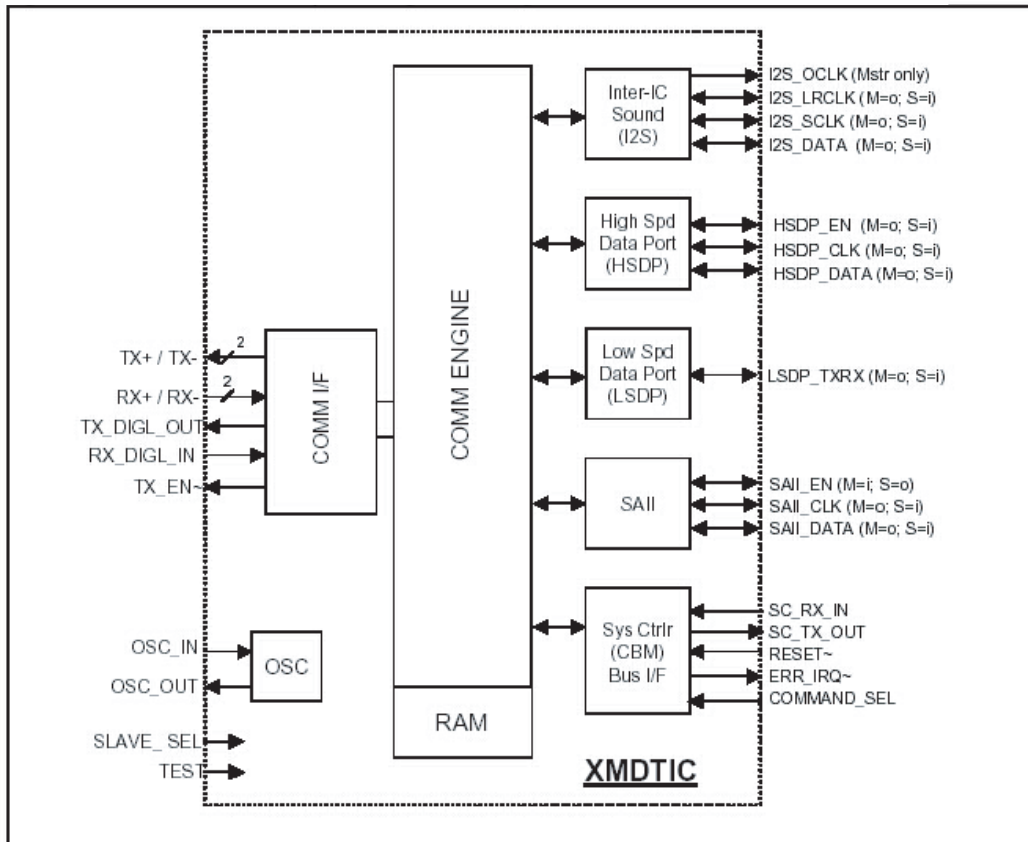 TX+ / TX-
2
RX+ / RX-
2
TX_DIGL_OUT
RX_DIGL_IN
TX_EN~
OSC_IN
OSC_OUT
SLAVE_ SEL
TEST
COMM I/F
OSC
COMM ENGINE
RAM
Inter-IC
Sound
(I2S)
High Spd
Data Port
(HSDP)
Low Spd
Data Port
(LSDP)
SAII
Sys Ctrlr
(CBM)
Bus I/F
XMDTIC
I2S_OCLK (Mstr only)
I2S_LRCLK (M=o; S=i)
I2S_SCLK (M=o; S=i)
I2S_DATA (M=o; S=i)
HSDP_EN (M=o; S=i)
HSDP_CLK (M=o; S=i)
HSDP_DATA (M=o; S=i)
LSDP_TXRX (M=o; S=i)
SAII_EN (M=i; S=o)
SAII_CLK (M=o; S=i)
SAII_DATA (M=o; S=i)
SC_RX_IN
SC_TX_OUT
RESET~
ERR_IRQ~
COMMAND_SEL